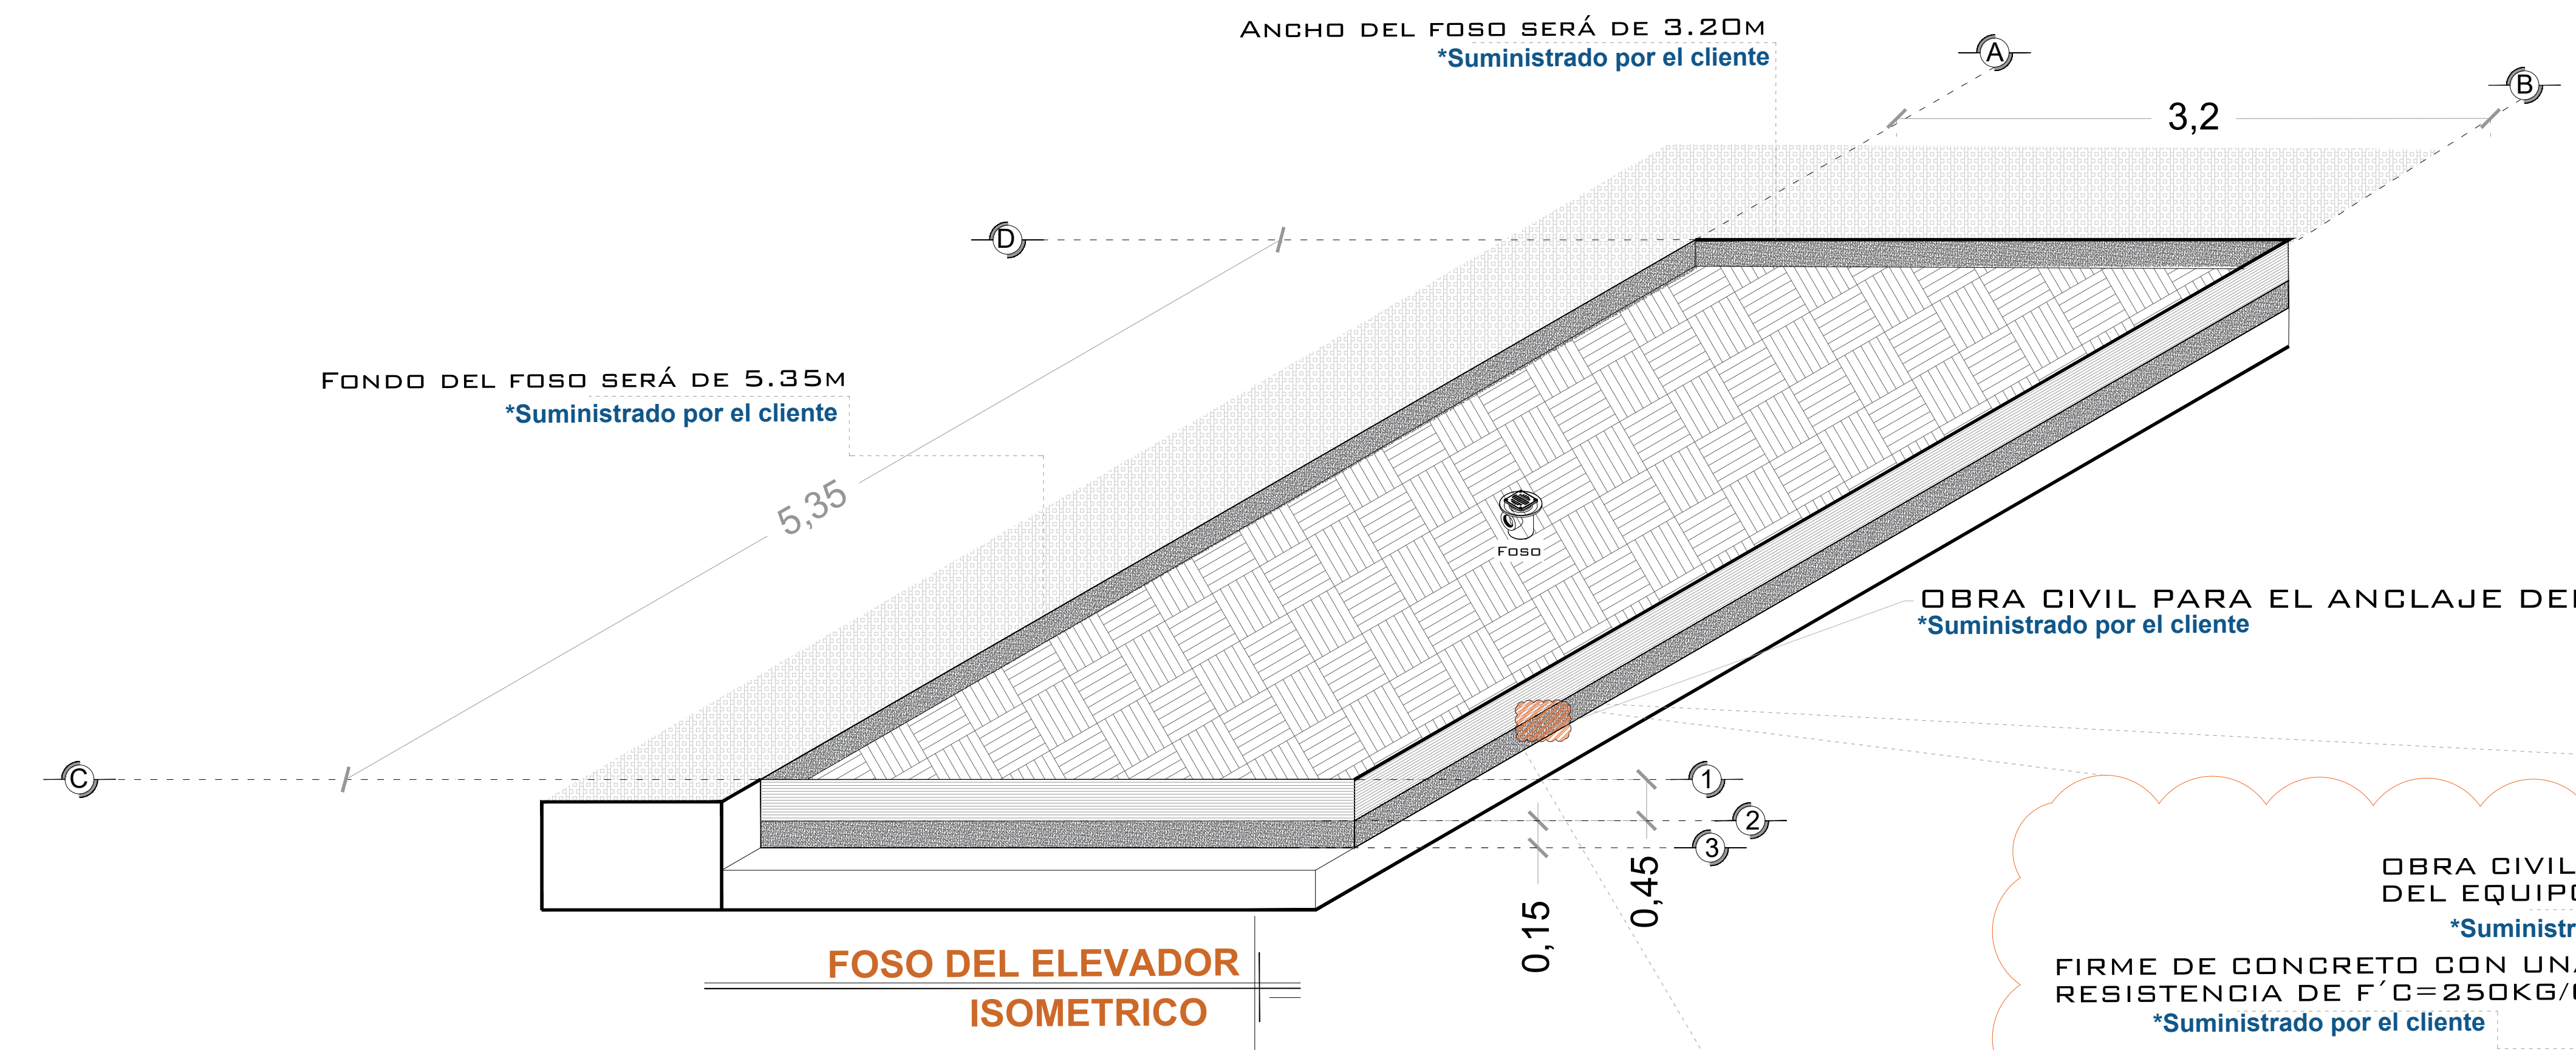 ANCHO DEL FOSO SERÁ DE 3.20M
*Suministrado por el cliente
A
B
3,2
D
FONDO DEL FOSO SERÁ DE 5.35M
*Suministrado por el cliente
5,35
FOSO
OBRA CIVIL PARA EL ANCLAJE DEL
*Suministrado por el cliente
C
1
2
3
0,45
0,15
OBRA CIVIL
DEL EQUIPO
*Suministr
FIRME DE CONCRETO CON UNA
RESISTENCIA DE F´C=250KG/C
*Suministrado por el cliente
FOSO DEL ELEVADOR
ISOMETRICO